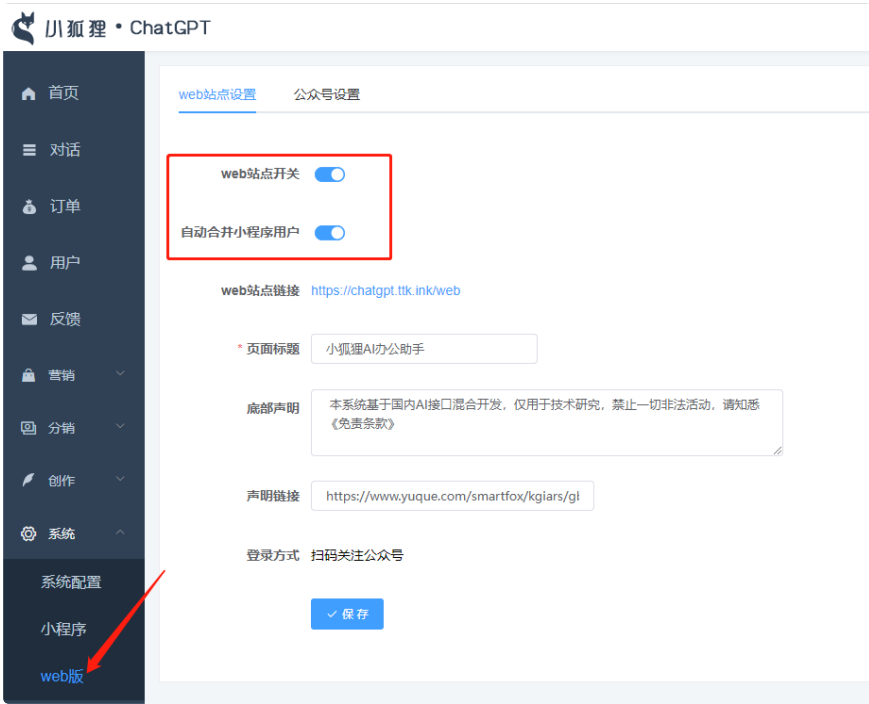 小狐狸・ChatGPT
首页
对话
订单
用户
反馈
营销
分销
创作
系统
系统配置
小程序
web版
web站点设置 公众号设置
web站点开关
自动合并小程序用户
web站点链接 https://chatgpt.ttk.ink/web
* 页面标题 小狐狸AI办公助手
底部声明 本系统基于国内AI接口混合开发，仅用于技术研究，禁止一切非法活动，请知悉
《免责条款》
声明链接 https://www.yuque.com/smartfox/kgiars/gl
登录方式 扫码关注公众号
保存